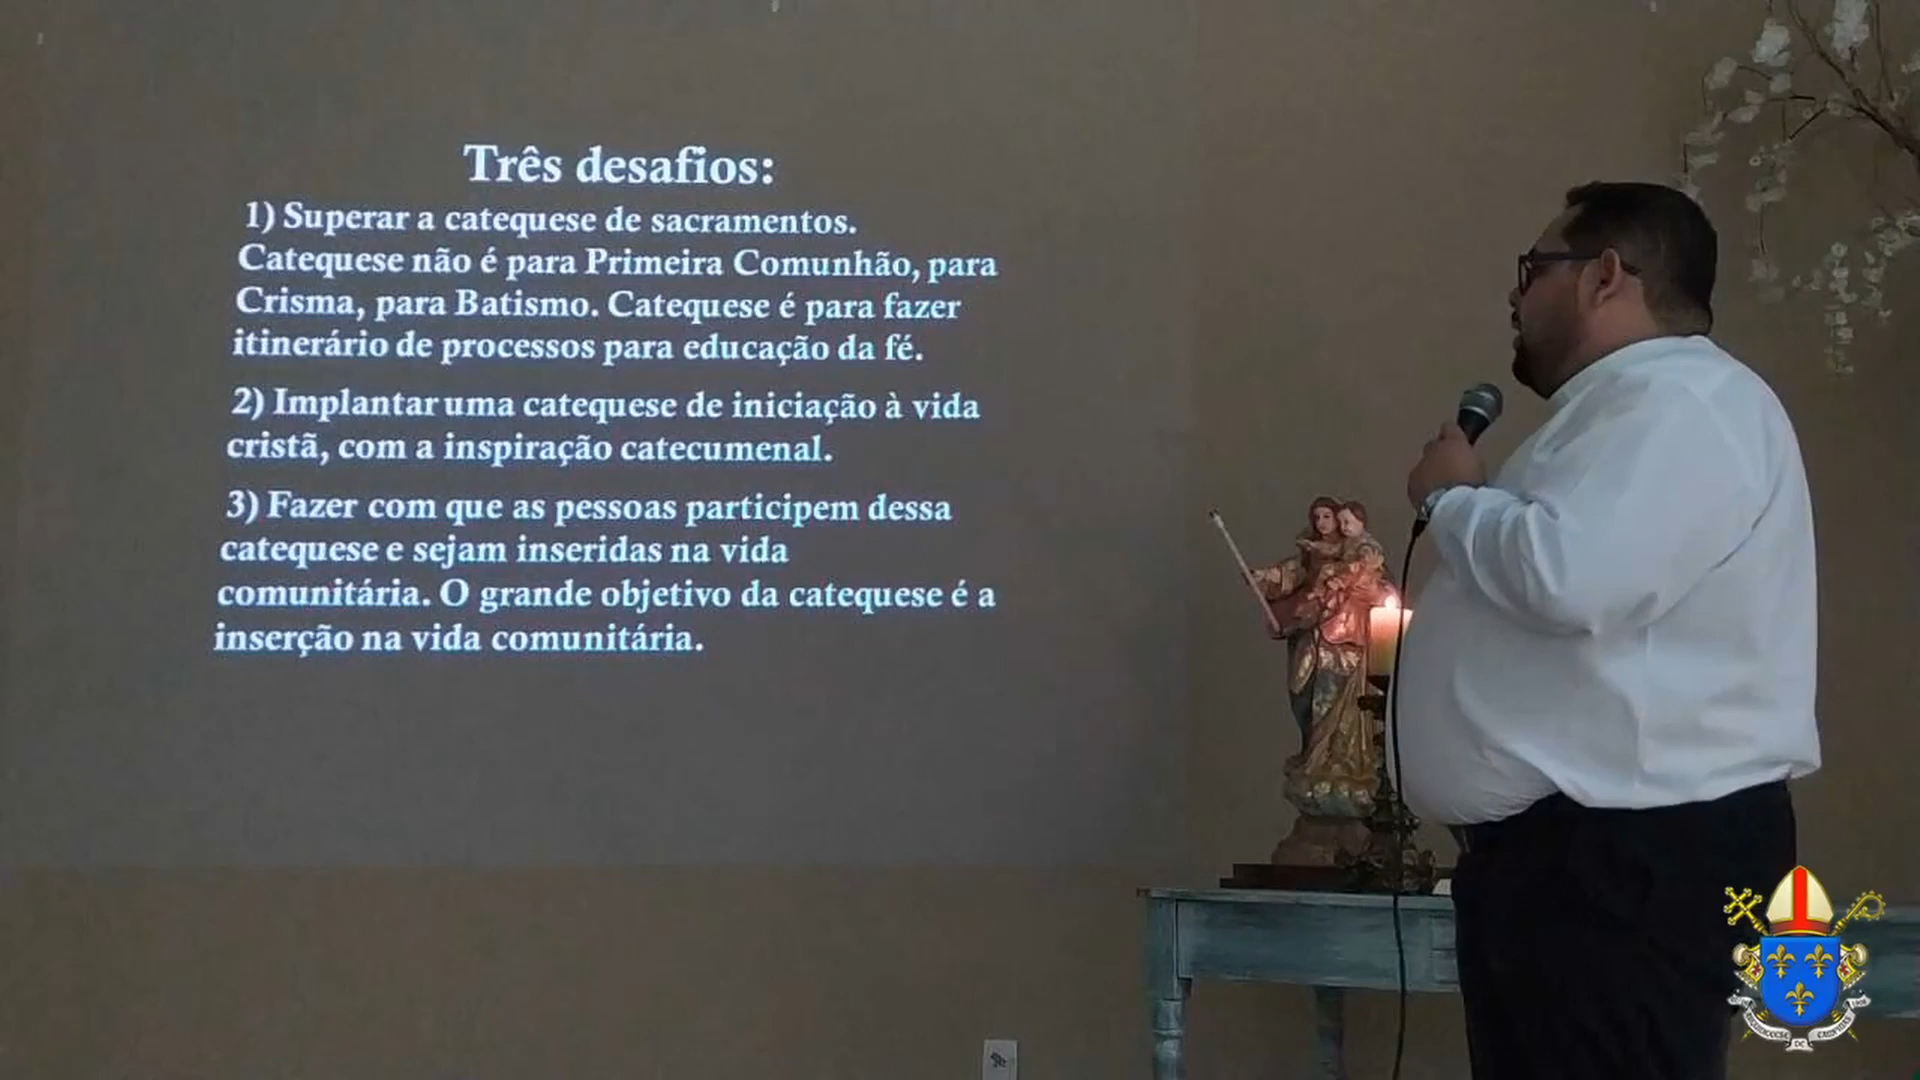 Três desafios:
1) Superar a catequese de sacramentos.
Catequese não é para Primeira Comunhão, para
Crisma, para Batismo. Catequese é para fazer
itinerário de processos para educação da fé.
2) Implantar uma catequese de iniciação à vida
cristã, com a inspiração catecumenal.
3) Fazer com que as pessoas participem dessa
catequese e sejam inseridas na vida
comunitária. O grande objetivo da catequese é a
inserção na vida comunitária.